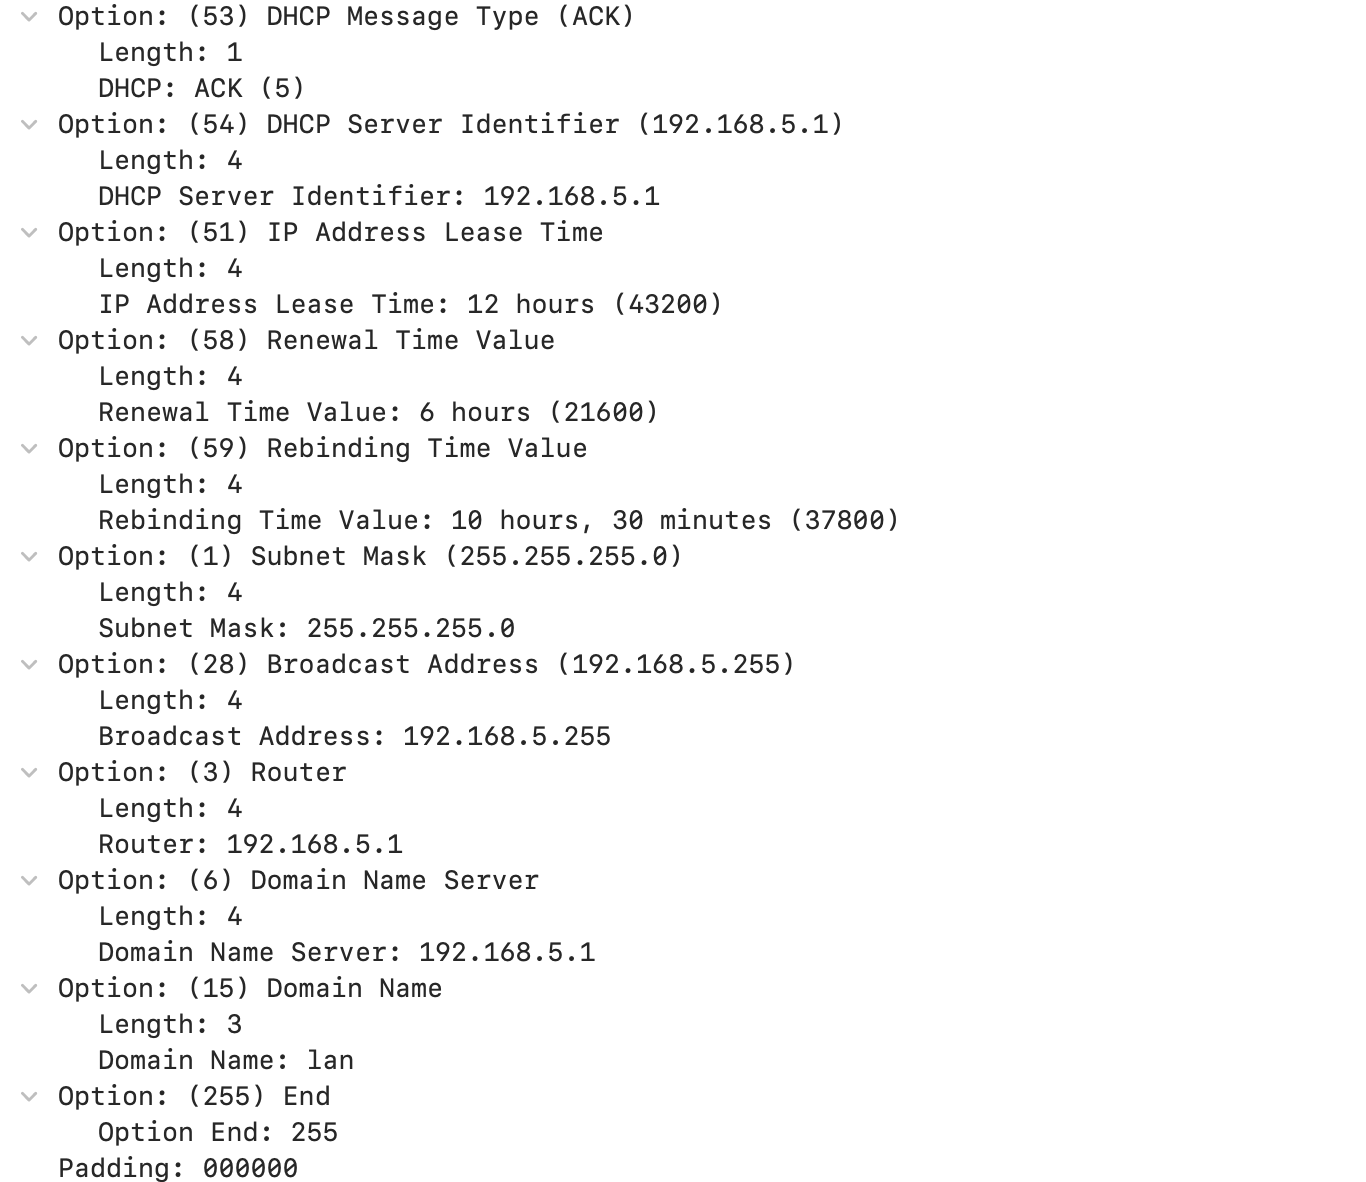 Option: (53) DHCP Message Type (ACK)
Length: 1
DHCP: ACK (5)
Option: (54) DHCP Server Identifier (192.168.5.1)
Length: 4
DHCP Server Identifier: 192.168.5.1
Option: (51) IP Address Lease Time
Length: 4
IP Address Lease Time: 12 hours (43200)
Option: (58) Renewal Time Value
Length: 4
Renewal Time Value: 6 hours (21600)
Option: (59) Rebinding Time Value
Length: 4
Rebinding Time Value: 10 hours, 30 minutes (37800)
Option: (1) Subnet Mask (255.255.255.0)
Length: 4
Subnet Mask: 255.255.255.0
Option: (28) Broadcast Address (192.168.5.255)
Length: 4
Broadcast Address: 192.168.5.255
Option: (3) Router
Length: 4
Router: 192.168.5.1
Option: (6) Domain Name Server
Length: 4
Domain Name Server: 192.168.5.1
Option: (15) Domain Name
Length: 3
Domain Name: lan
Option: (255) End
Option End: 255
Padding: 000000